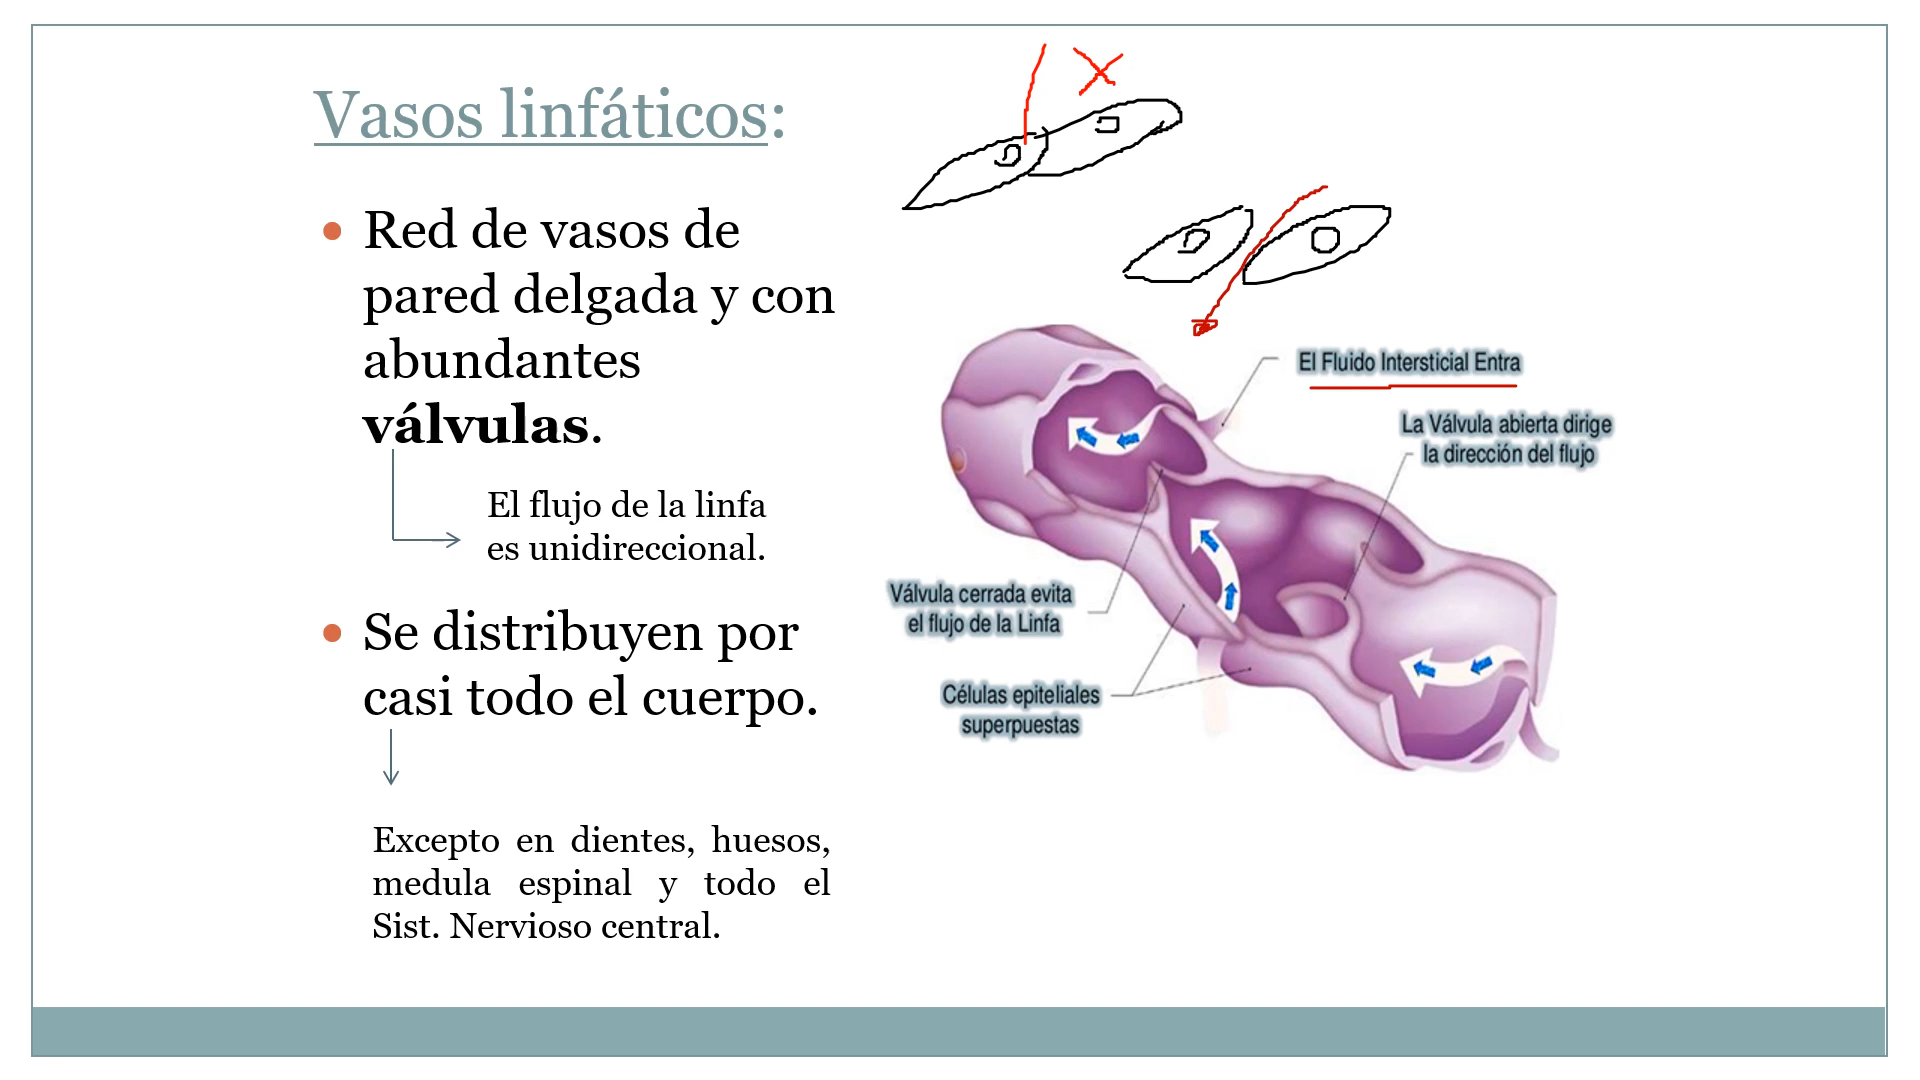 Vasos linfáticos:
Red de vasos de
pared delgada y con
abundantes
válvulas.
El flujo de la linfa
es unidireccional.
Se distribuyen por
casi todo el cuerpo.
Excepto en dientes, huesos,
medula espinal y todo el
Sist. Nervioso central.
El Fluido Intersticial Entra
La Válvula abierta dirige
la dirección del flujo
Válvula cerrada evita
el flujo de la Linfa
Células epiteliales
superpuestas